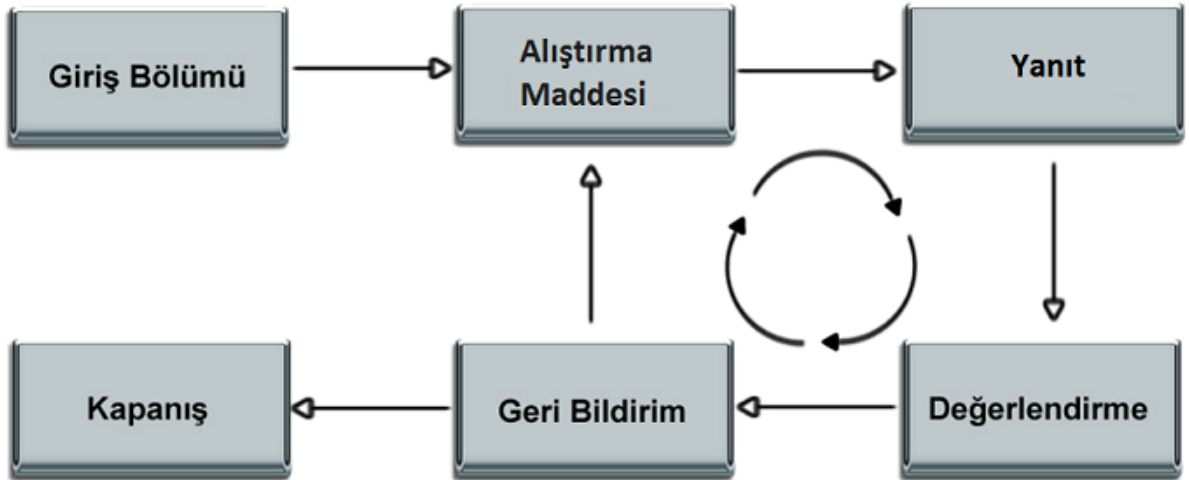 Giriş Bölümü
Alıştırma
Maddesi
Yanıt
Kapanış
Geri Bildirim
Değerlendirme